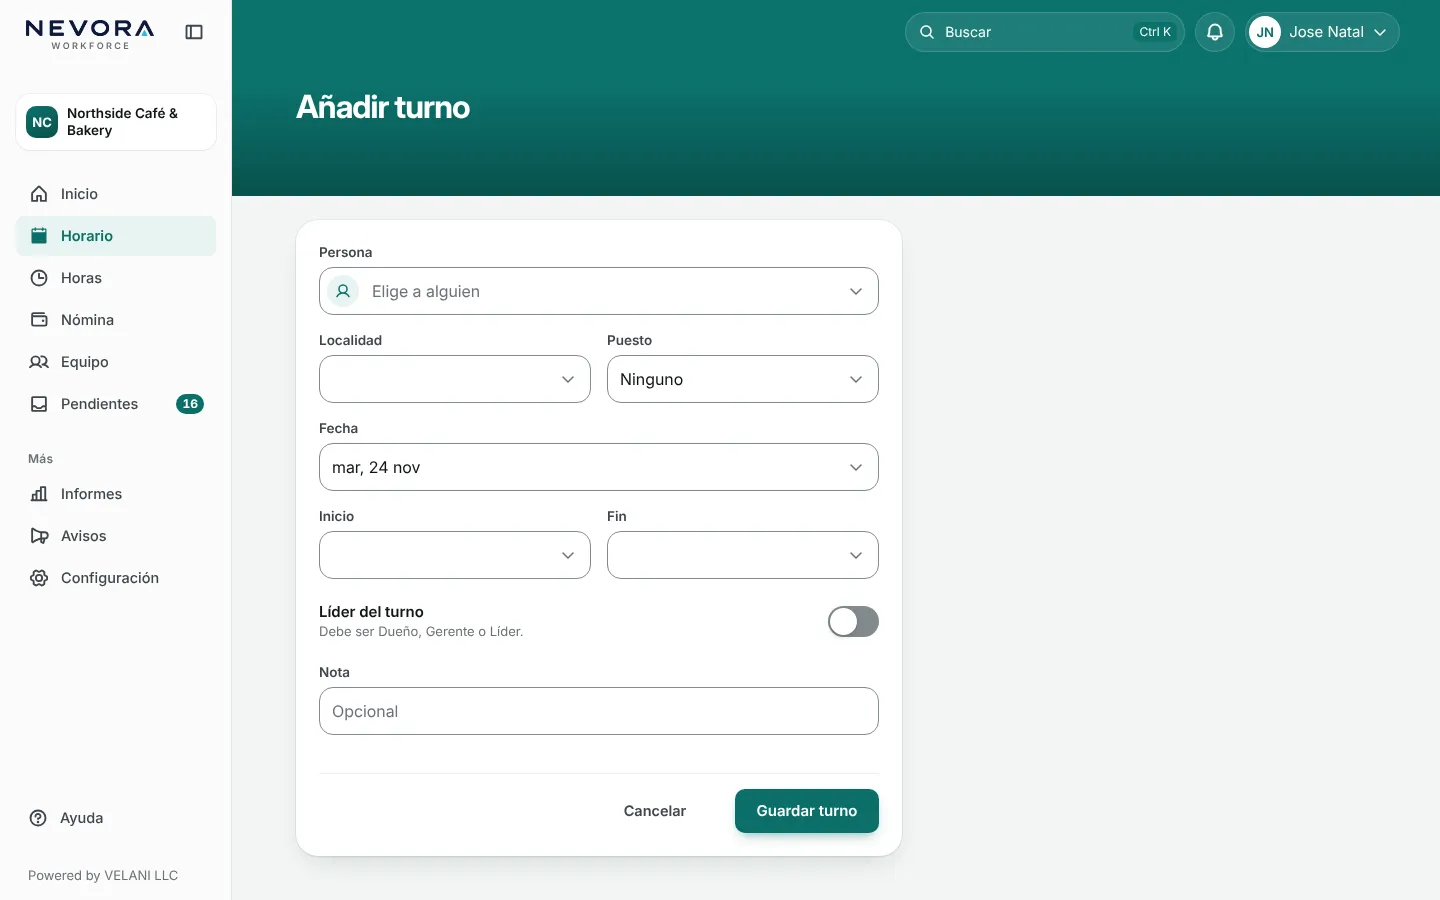 NEVORA
WORKFORCE
Buscar
Ctrl K
JN
Jose Natal
Añadir turno
NC
Northside Café &
Bakery
Inicio
Horario
Horas
Nómina
Equipo
Pendientes
16
Más
Informes
Avisos
Configuración
Ayuda
Powered by VELANI LLC
Persona
Elige a alguien
Localidad
Puesto
Ninguno
Fecha
mar, 24 nov
Inicio
Fin
Líder del turno
Debe ser Dueño, Gerente o Líder.
Nota
Opcional
Cancelar
Guardar turno